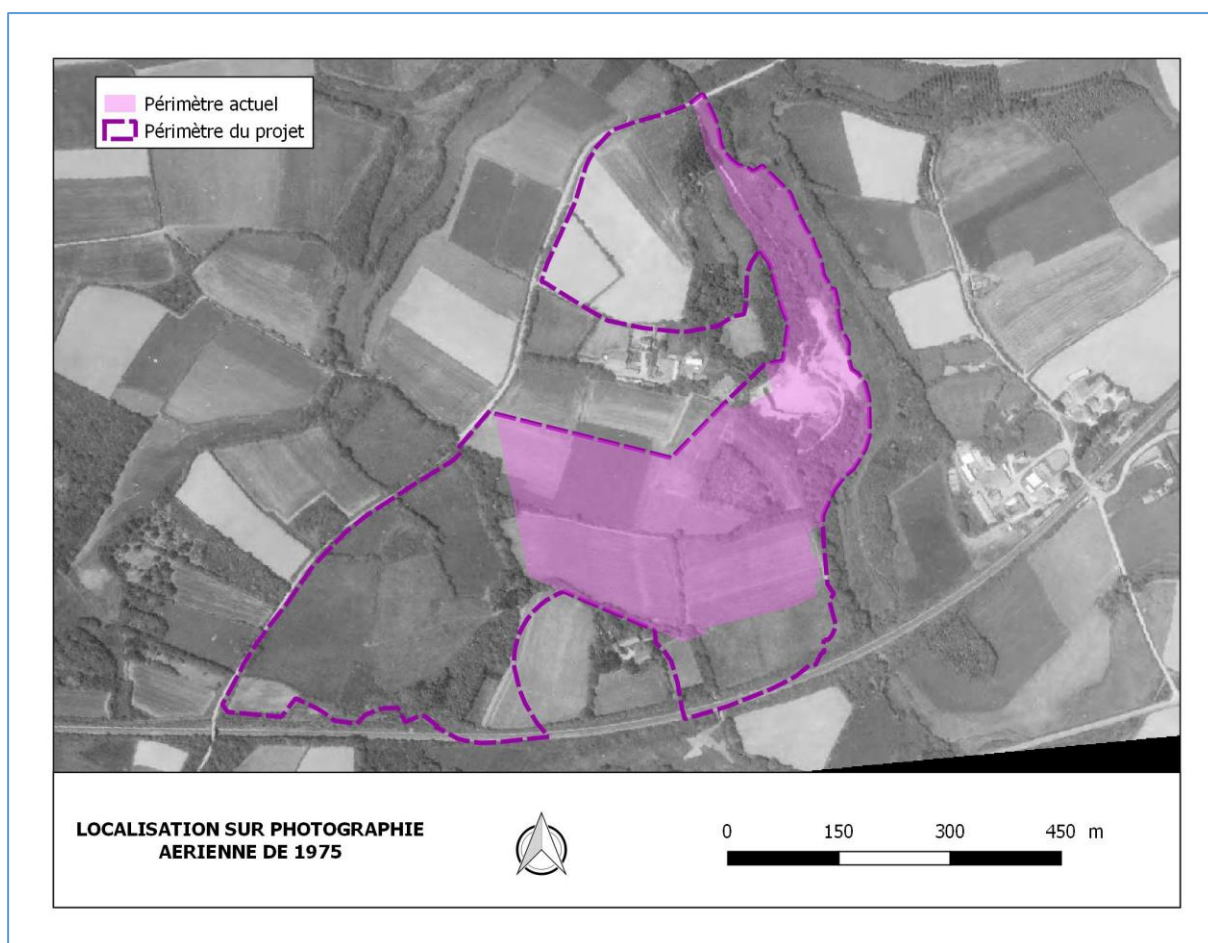 Périmètre actuel
Périmètre du projet
LOCALISATION SUR PHOTOGRAPHIE
AERIENNE DE 1975
0 150 300 450 m